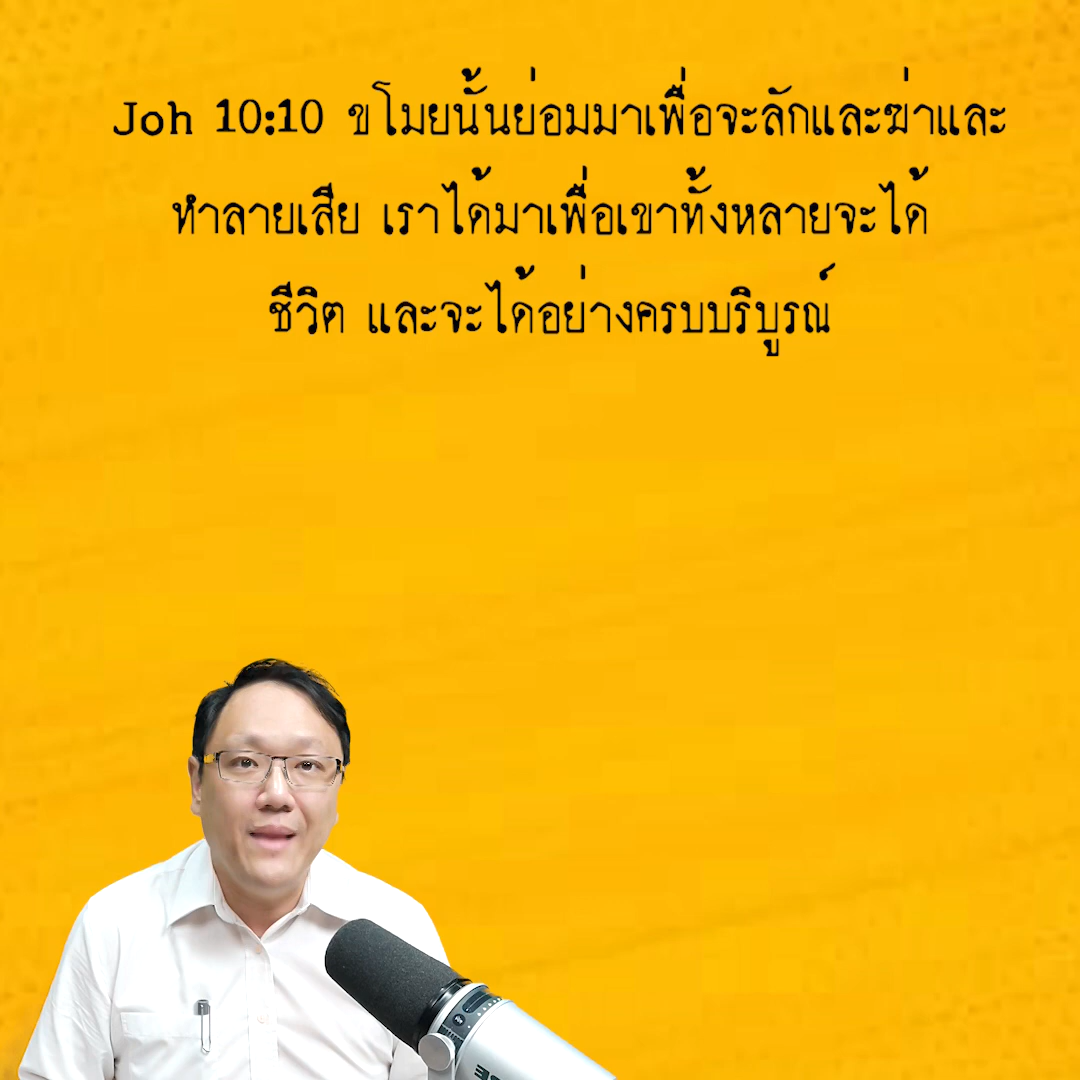 Joh 10:10 ขโมยนั้นย่อมมาเพื่อจะลักและฆ่าและ
ทำลายเสีย เราได้มาเพื่อเขาทั้งหลายจะได้
ชีวิต และจะได้อย่างครบบริบูรณ์